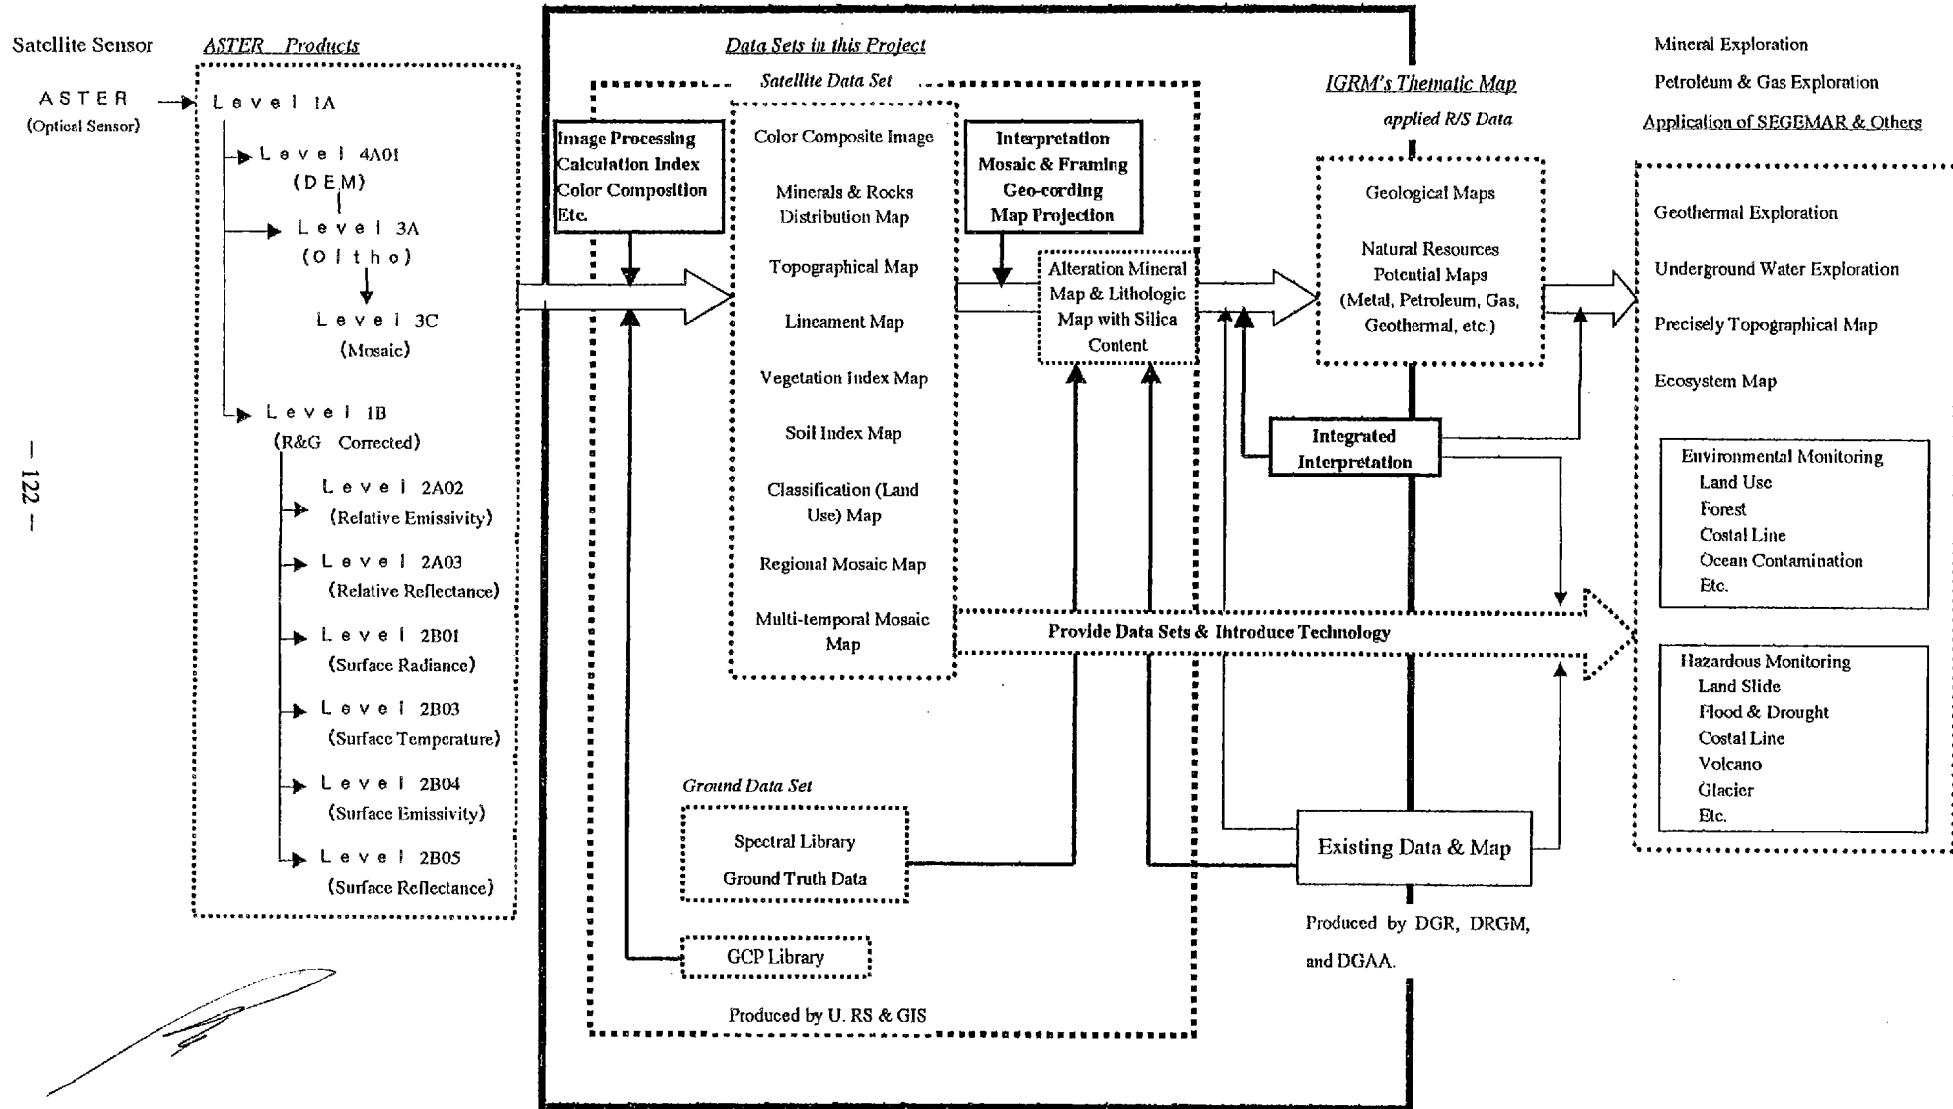 Satellite Sensor
ASTER
(Optical Sensor)
ASTER Products
Level 1A
Level 4A01
(DEM)
Level 3A
(Oltho)
Level 3C
(Mosaic)
Level 1B
(R&G Corrected)
Level 2A02
(Relative Emissivity)
Level 2A03
(Relative Reflectance)
Level 2B01
(Surface Radiance)
Level 2B03
(Surface Temperature)
Level 2B04
(Surface Emissivity)
Level 2B05
(Surface Reflectance)
Data Sets in this Project
Satellite Data Set
Image Processing
Calculation Index
Color Composition
Etc.
Color Composite Image
Minerals & Rocks
Distribution Map
Topographical Map
Lineament Map
Vegetation Index Map
Soil Index Map
Classification (Land
Use) Map
Regional Mosaic Map
Multi-temporal Mosaic
Map
Interpretation
Mosaic & Framing
Geo-cording
Map Projection
Alteration Mineral
Map & Lithologic
Map with Silica
Content
Provide Data Sets & Introduce Technology
Ground Data Set
Spectral Library
Ground Truth Data
GCP Library
Produced by U. RS & GIS
IGRM's Thematic Map
applied R/S Data
Geological Maps
Natural Resources
Potential Maps
(Metal, Petroleum, Gas,
Geothermal, etc.)
Integrated
Interpretation
Existing Data & Map
Produced by DGR, DRGM,
and DGAA.
Mineral Exploration
Petroleum & Gas Exploration
Application of SEGEMAR & Others
Geothermal Exploration
Underground Water Exploration
Precisely Topographical Map
Ecosystem Map
Environmental Monitoring
Land Use
Forest
Costal Line
Ocean Contamination
Etc.
Hazardous Monitoring
Land Slide
Flood & Drought
Costal Line
Volcano
Glacier
Etc.
— 122 —